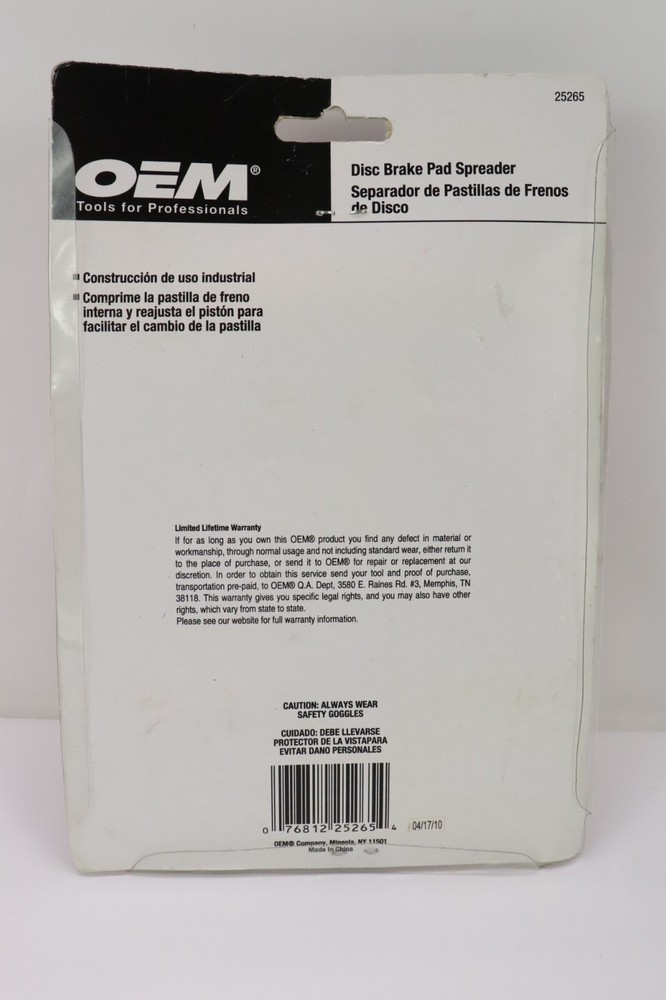 25265
OEM®
Tools for Professionals
Disc Brake Pad Spreader
Separador de Pastillas de Frenos
de Disco
Construcción de uso industrial
Comprime la pastilla de freno
interna y reajusta el pistón para
facilitar el cambio de la pastilla
Limited Lifetime Warranty
If for as long as you own this OEM® product you find any defect in material or
workmanship, through normal usage and not including standard wear, either return it
to the place of purchase, or send it to OEM® for repair or replacement at our
discretion. In order to obtain this service send your tool and proof of purchase,
transportation pre-paid, to OEM® Q.A. Dept, 3580 E. Raines Rd. #3, Memphis, TN
38118. This warranty gives you specific legal rights, and you may also have other
rights, which vary from state to state.
Please see our website for full warranty information.
CAUTION: ALWAYS WEAR
SAFETY GOGGLES
CUIDADO: DEBE LLEVARSE
PROTECTOR DE LA VISTAPARA
EVITAR DANO PERSONALES
0 76812 25265 4 04/17/10
OEM® Company, Mineola, NY 11501
Made In China